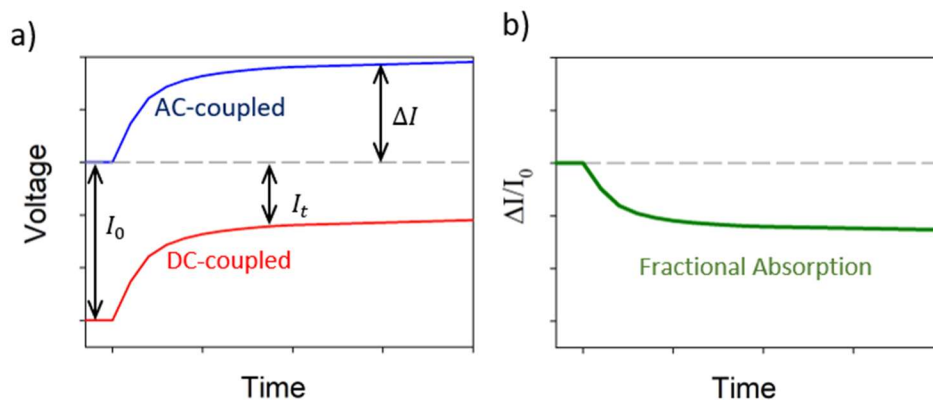 a)
Voltage
AC-coupled
ΔI
I₀
Iₜ
DC-coupled
Time
b)
ΔI/I₀
Fractional Absorption
Time